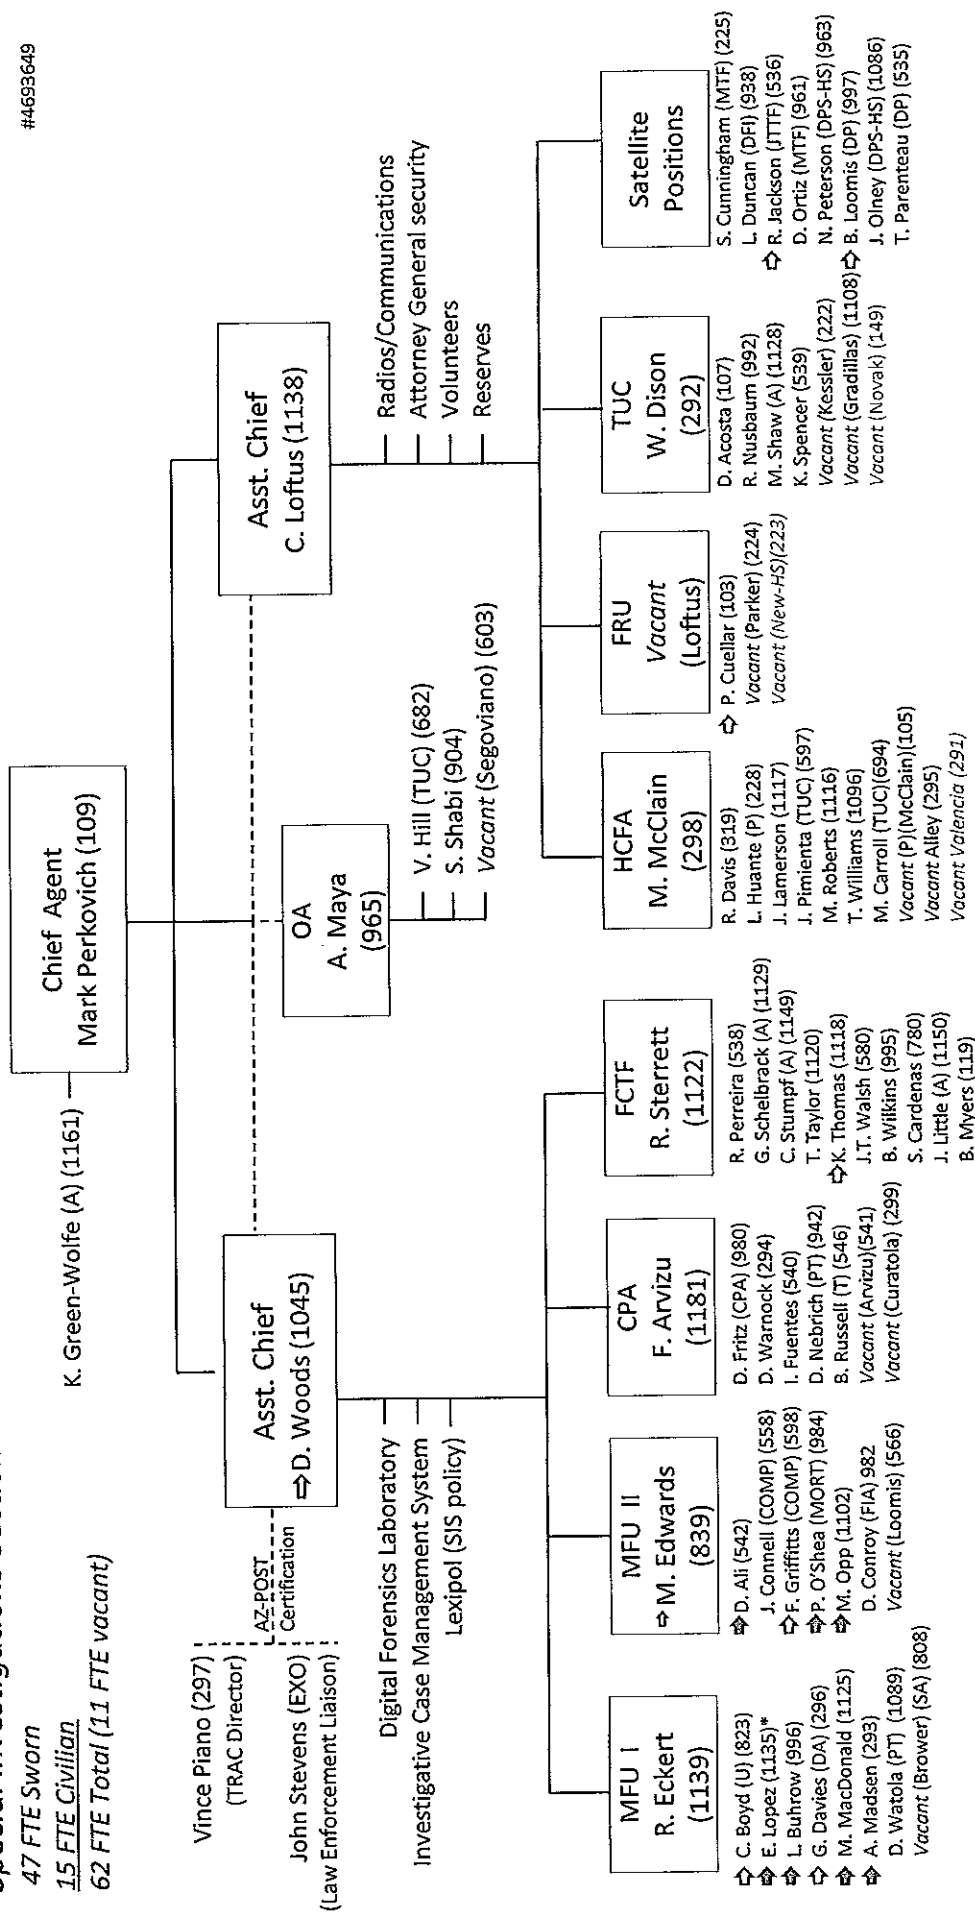 #4693649
Special Investigations Section
47 FTE Sworn
15 FTE Civilian
62 FTE Total (11 FTE vacant)
Chief Agent
Mark Perkovich (109)
K. Green-Wolfe (A) (1161)
Vince Piano (297)
(TRAC Director)
John Stevens (EXO)
(Law Enforcement Liaison)
AZ-POST
Certification
Asst. Chief
D. Woods (1045)
Digital Forensics Laboratory
Investigative Case Management System
Lexipol (SIS policy)
OA
A. Maya
(965)
V. Hill (TUC) (682)
S. Shabi (904)
Vacant (Segoviano) (603)
Asst. Chief
C. Loftus (1138)
Radios/Communications
Attorney General security
Volunteers
Reserves
MFU I
R. Eckert
(1139)
C. Boyd (U) (823)
E. Lopez (1135)*
L. Buhrow (996)
G. Davies (DA) (296)
M. MacDonald (1125)
A. Madsen (293)
D. Watola (PT) (1089)
Vacant (Brower) (SA) (808)
MFU II
M. Edwards
(839)
D. Ali (542)
J. Connell (COMP) (558)
F. Griffitts (COMP) (598)
P. O'Shea (MORT) (984)
M. Opp (1102)
D. Conroy (FIA) 982
Vacant (Loomis) (566)
CPA
F. Arvizu
(1181)
D. Fritz (CPA) (980)
D. Warnock (294)
I. Fuentes (540)
D. Nebrich (PT) (942)
B. Russell (T) (546)
Vacant (Arvizu)(541)
Vacant (Curatola) (299)
FCTF
R. Sterrett
(1122)
R. Perreira (538)
G. Schelbrack (A) (1129)
C. Stumpf (A) (1149)
T. Taylor (1120)
K. Thomas (1118)
J.T. Walsh (580)
B. Wilkins (995)
S. Cardenas (780)
J. Little (A) (1150)
B. Myers (119)
HCFA
M. McClain
(298)
R. Davis (319)
L. Huante (P) (228)
J. Lamerson (1117)
J. Pimienta (TUC) (597)
M. Roberts (1116)
T. Williams (1096)
M. Carroll (TUC)(694)
Vacant (P)(McClain)(105)
Vacant Alley (295)
Vacant Valencia (291)
FRU
Vacant
(Loftus)
P. Cuellar (103)
Vacant (Parker) (224)
Vacant (New-HS)(223)
TUC
W. Dison
(292)
D. Acosta (107)
R. Nusbaum (992)
M. Shaw (A) (1128)
K. Spencer (539)
Vacant (Kessler) (222)
Vacant (Gradillas) (1108)
Vacant (Novak) (149)
Satellite
Positions
S. Cunningham (MTF) (225)
L. Duncan (DFI) (938)
R. Jackson (JTTF) (536)
D. Ortiz (MTF) (961)
N. Peterson (DPS-HS) (963)
B. Loomis (DP) (997)
J. Olney (DPS-HS) (1086)
T. Parenteau (DP) (535)